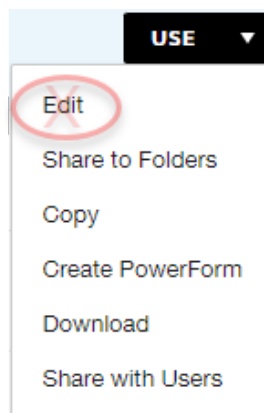 USE
Edit
Share to Folders
Copy
Create PowerForm
Download
Share with Users